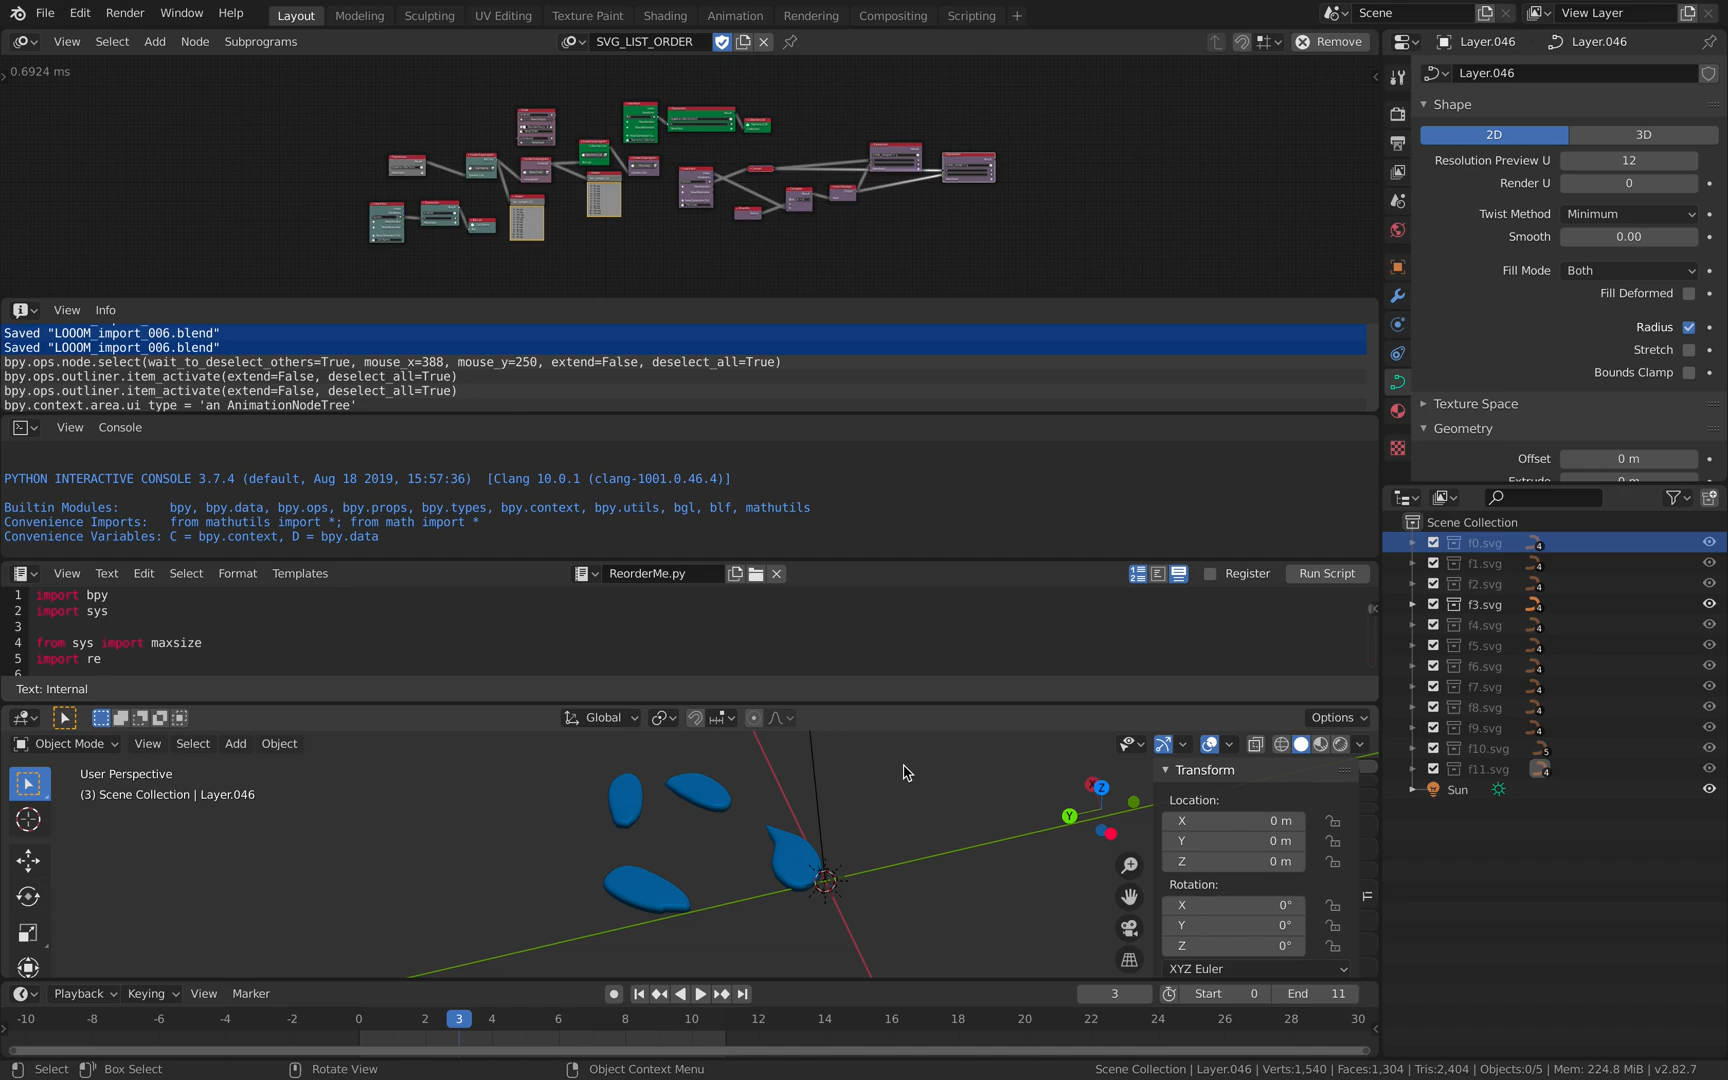 File Edit Render Window Help Layout Modeling Sculpting UV Editing Texture Paint Shading Animation Rendering Compositing Scripting + Scene View Layer
View Select Add Node Subprograms SVG_LIST_ORDER Remove Layer.046 Layer.046
0.6924 ms
Layer.046
Shape
2D 3D
Resolution Preview U 12
Render U 0
Twist Method Minimum
Smooth 0.00
Fill Mode Both
Fill Deformed
Radius
Stretch
Bounds Clamp
Texture Space
Geometry
Offset 0 m
View Info
Saved "LOOOM_import_006.blend"
Saved "LOOOM_import_006.blend"
bpy.ops.node.select(wait_to_deselect_others=True, mouse_x=388, mouse_y=250, extend=False, deselect_all=True)
bpy.ops.outliner.item_activate(extend=False, deselect_all=True)
bpy.ops.outliner.item_activate(extend=False, deselect_all=True)
bpy.context.area.ui_type = 'an_AnimationNodeTree'
View Console
PYTHON INTERACTIVE CONSOLE 3.7.4 (default, Aug 18 2019, 15:57:36)  [Clang 10.0.1 (clang-1001.0.46.4)]
Builtin Modules: bpy, bpy.data, bpy.ops, bpy.props, bpy.types, bpy.context, bpy.utils, bgl, blf, mathutils
Convenience Imports: from mathutils import *; from math import *
Convenience Variables: C = bpy.context, D = bpy.data
Scene Collection
f0.svg 4
f1.svg 4
f2.svg 4
f3.svg 4
f4.svg 4
f5.svg 4
f6.svg 4
f7.svg 4
f8.svg 4
f9.svg 4
f10.svg 5
f11.svg 4
Sun
View Text Edit Select Format Templates ReorderMe.py Register Run Script
1 import bpy
2 import sys
3
4 from sys import maxsize
5 import re
6
Text: Internal
Global Options
Object Mode View Select Add Object
User Perspective
(3) Scene Collection | Layer.046
Z
Y
Transform
Location:
X 0 m
Y 0 m
Z 0 m
Rotation:
X 0°
Y 0°
Z 0°
XYZ Euler
Playback Keying View Marker 3 Start 0 End 11
-10 -8 -6 -4 -2 0 2 3 4 6 8 10 12 14 16 18 20 22 24 26 28 30
Select Box Select Rotate View Object Context Menu Scene Collection | Layer.046 | Verts:1,540 | Faces:1,304 | Tris:2,404 | Objects:0/5 | Mem: 224.8 MiB | v2.82.7